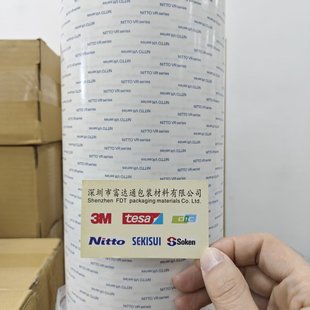 NITTO VR series
深圳市富达通包装材料有限公司
Shenzhen FDT packaging materials Co. Ltd.
3M tesa d&c
Nitto SEKISUI Soken